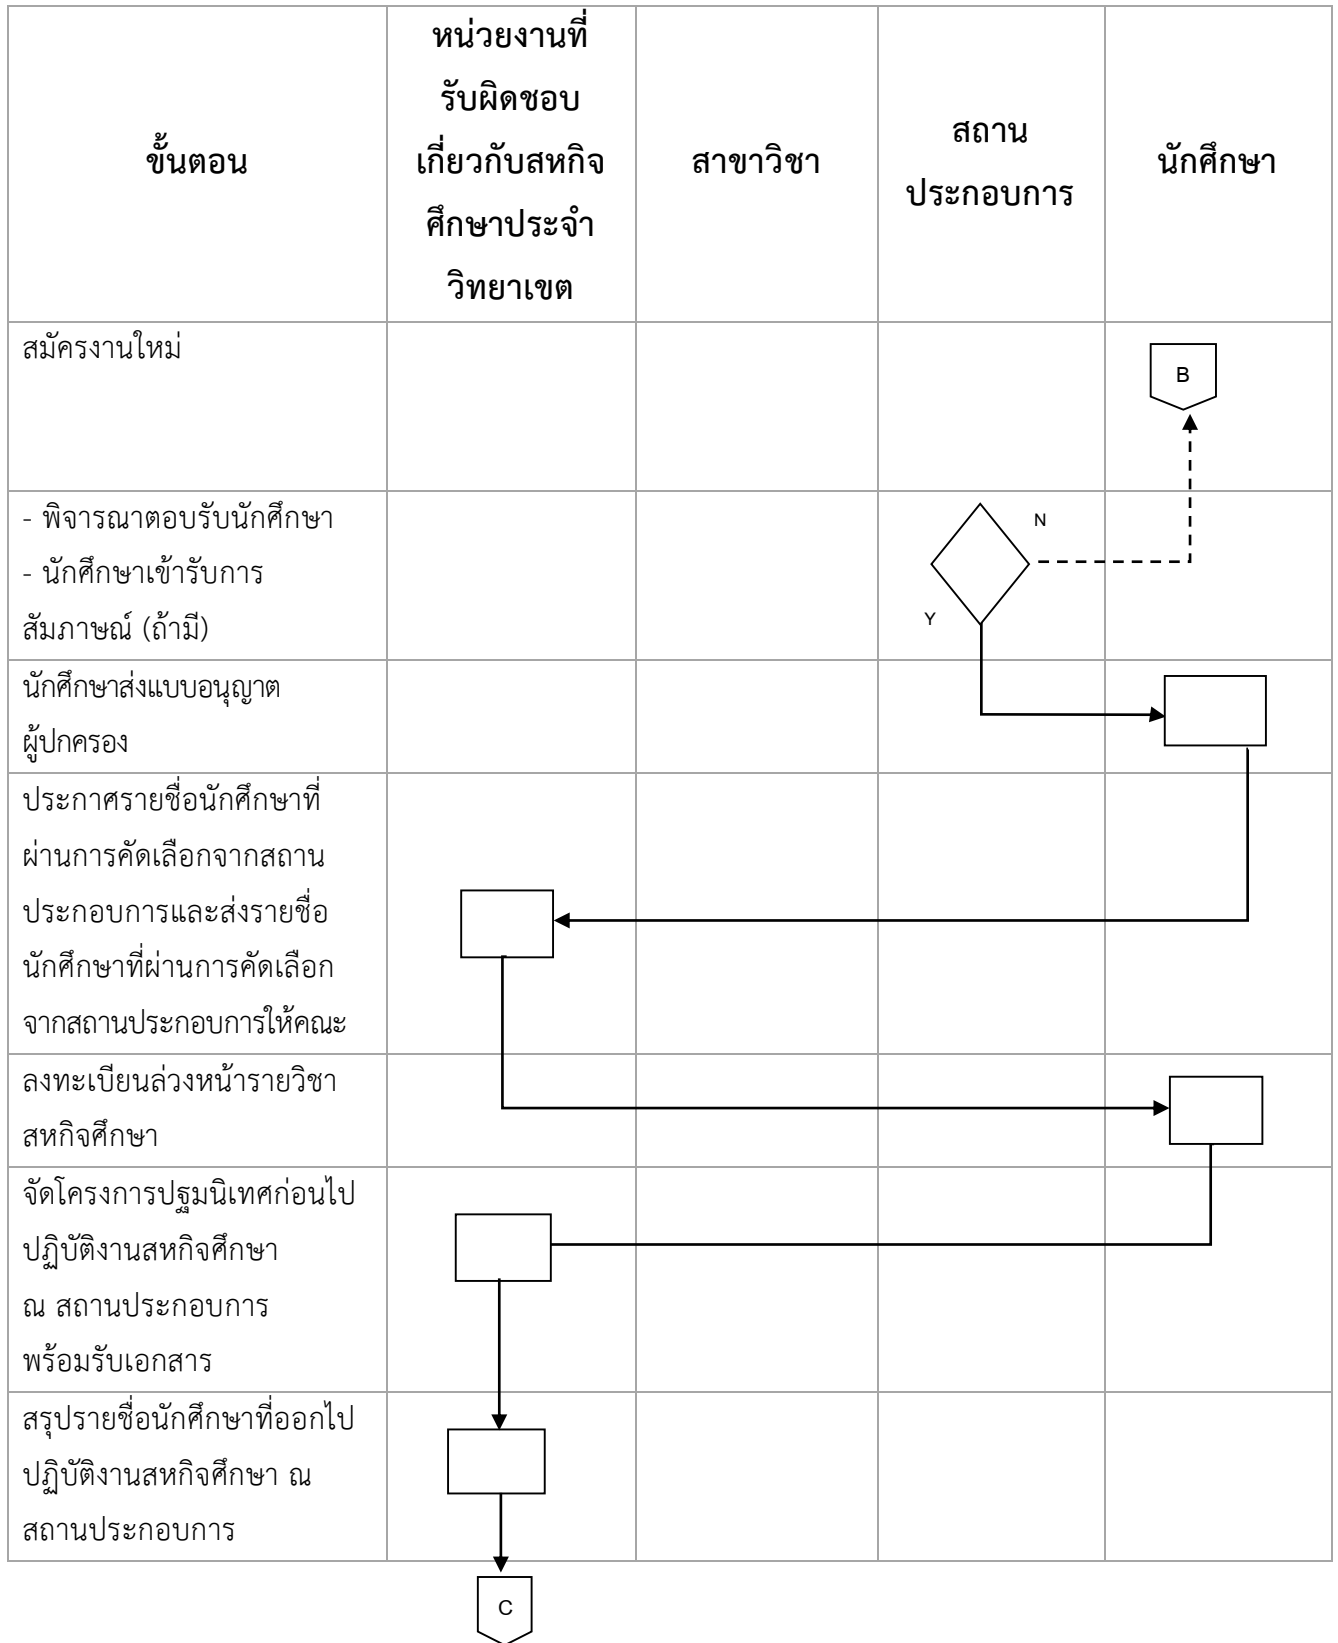 ขั้นตอน
หน่วยงานที่
รับผิดชอบ
เกี่ยวกับสหกิจ
ศึกษาประจำ
วิทยาเขต
สาขาวิชา
สถาน
ประกอบการ
นักศึกษา
สมัครงานใหม่
B
- พิจารณาตอบรับนักศึกษา
- นักศึกษาเข้ารับการ
สัมภาษณ์ (ถ้ามี)
N
Y
นักศึกษาส่งแบบอนุญาต
ผู้ปกครอง
ประกาศรายชื่อนักศึกษาที่
ผ่านการคัดเลือกจากสถาน
ประกอบการและส่งรายชื่อ
นักศึกษาที่ผ่านการคัดเลือก
จากสถานประกอบการให้คณะ
ลงทะเบียนล่วงหน้ารายวิชา
สหกิจศึกษา
จัดโครงการปฐมนิเทศก่อนไป
ปฏิบัติงานสหกิจศึกษา
ณ สถานประกอบการ
พร้อมรับเอกสาร
สรุปรายชื่อนักศึกษาที่ออกไป
ปฏิบัติงานสหกิจศึกษา ณ
สถานประกอบการ
C